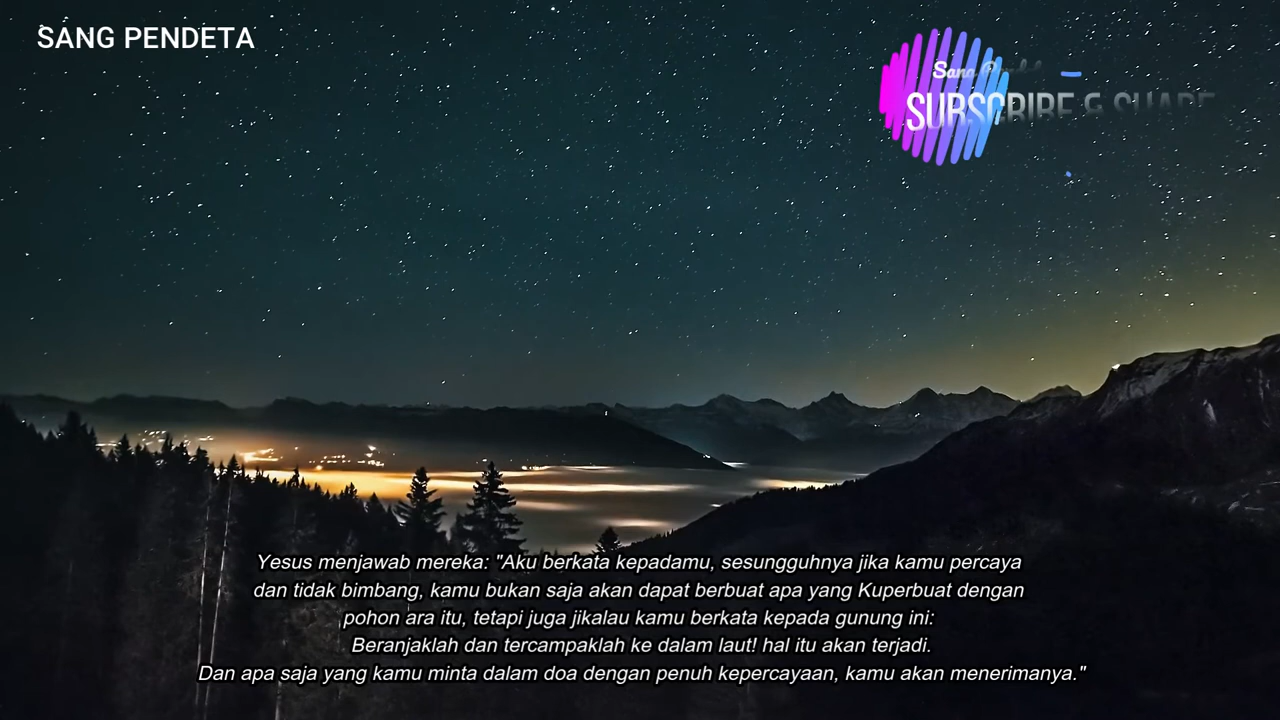 SANG PENDETA
SUBSCRIBE & SHARE
Yesus menjawab mereka: "Aku berkata kepadamu, sesungguhnya jika kamu percaya
dan tidak bimbang, kamu bukan saja akan dapat berbuat apa yang Kuperbuat dengan
pohon ara itu, tetapi juga jikalau kamu berkata kepada gunung ini:
Beranjaklah dan tercampaklah ke dalam laut! hal itu akan terjadi.
Dan apa saja yang kamu minta dalam doa dengan penuh kepercayaan, kamu akan menerimanya."